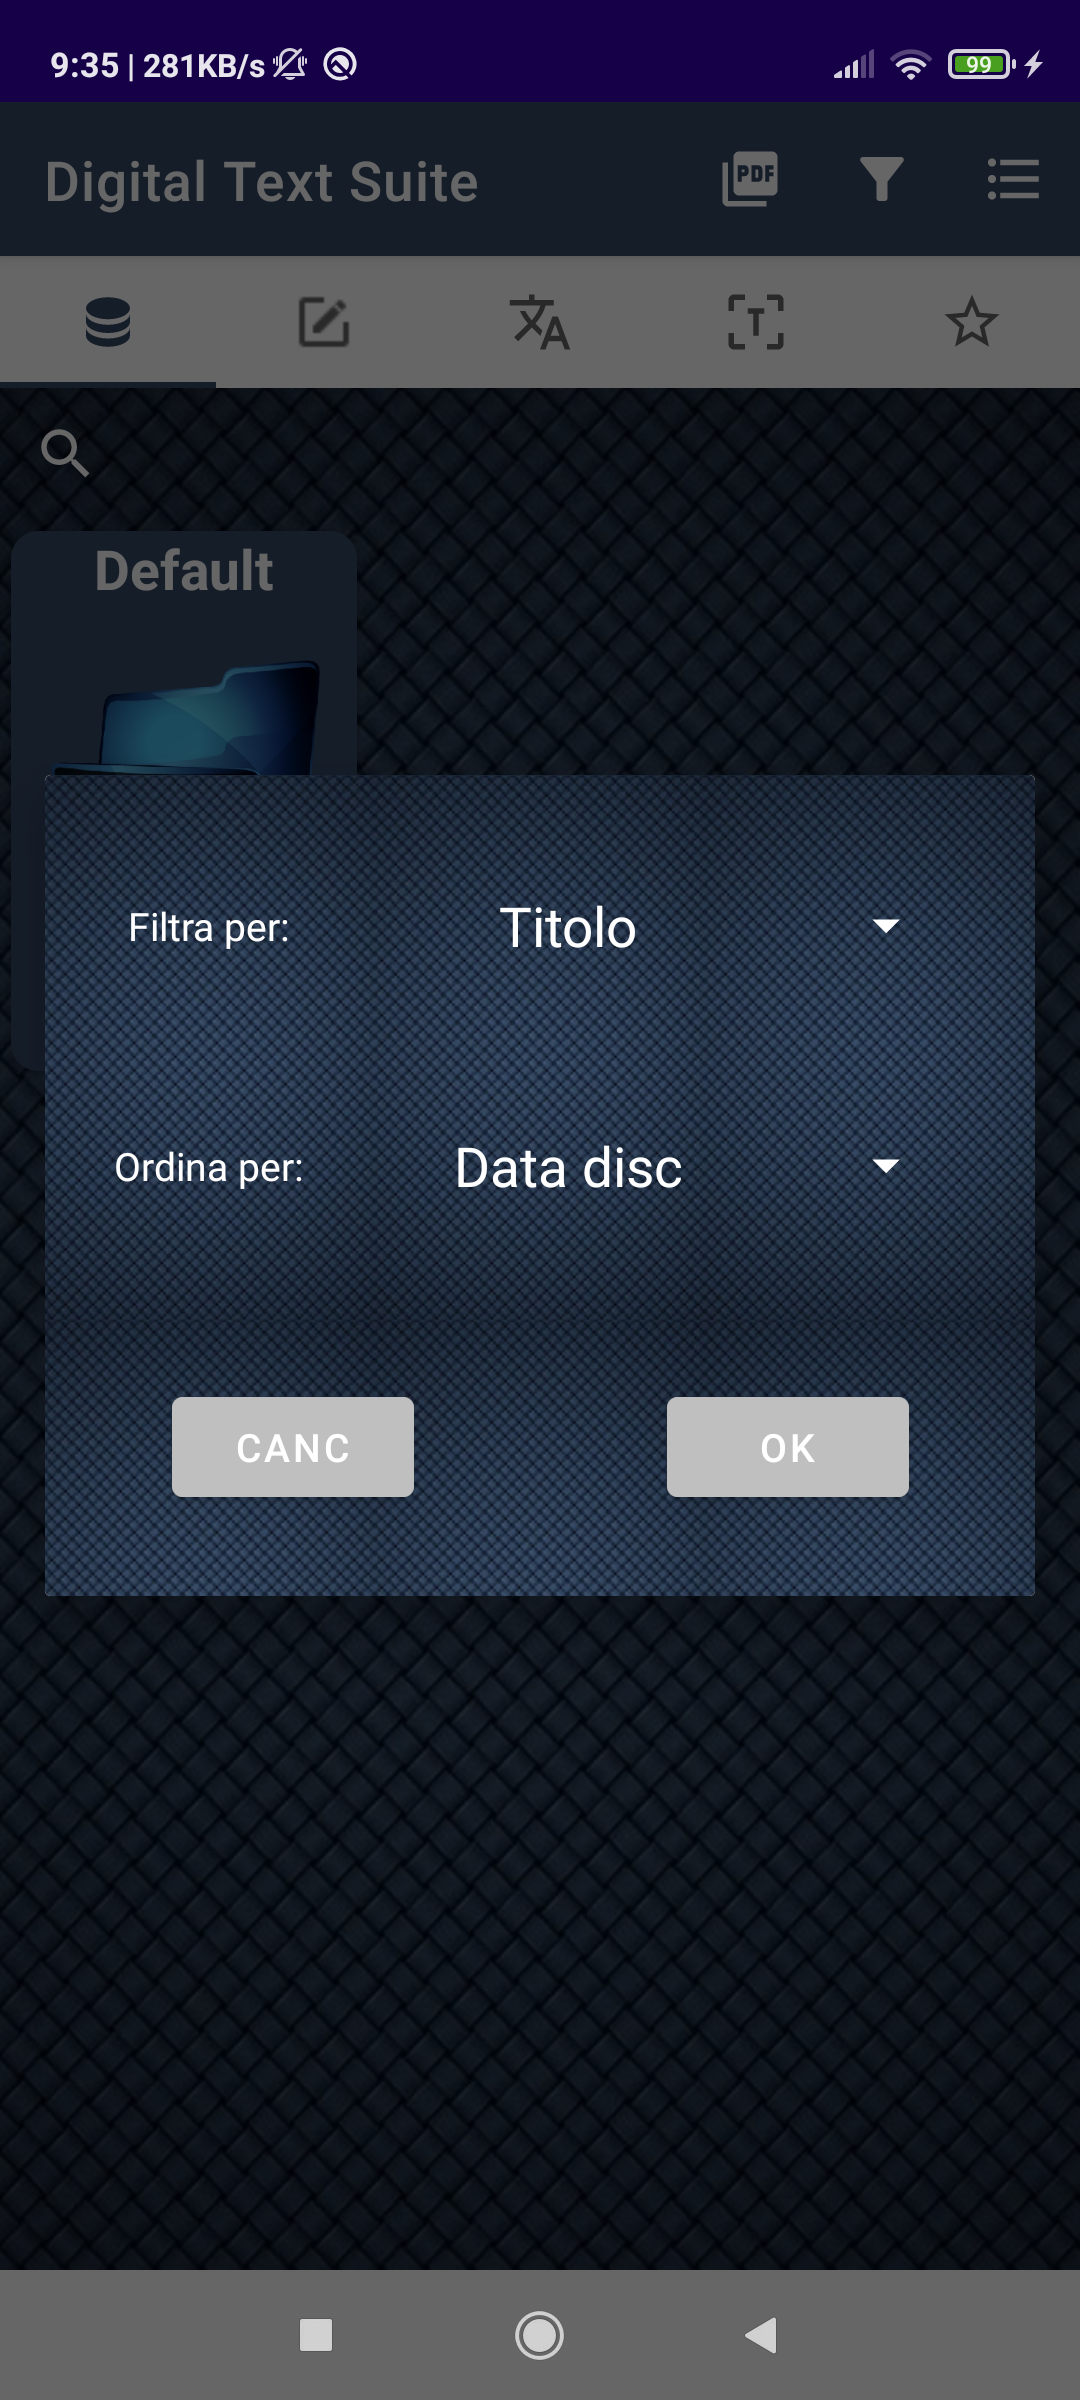 9:35 | 281KB/s 99
Digital Text Suite PDF
T
Default
Filtra per: Titolo
Ordina per: Data disc
CANC OK